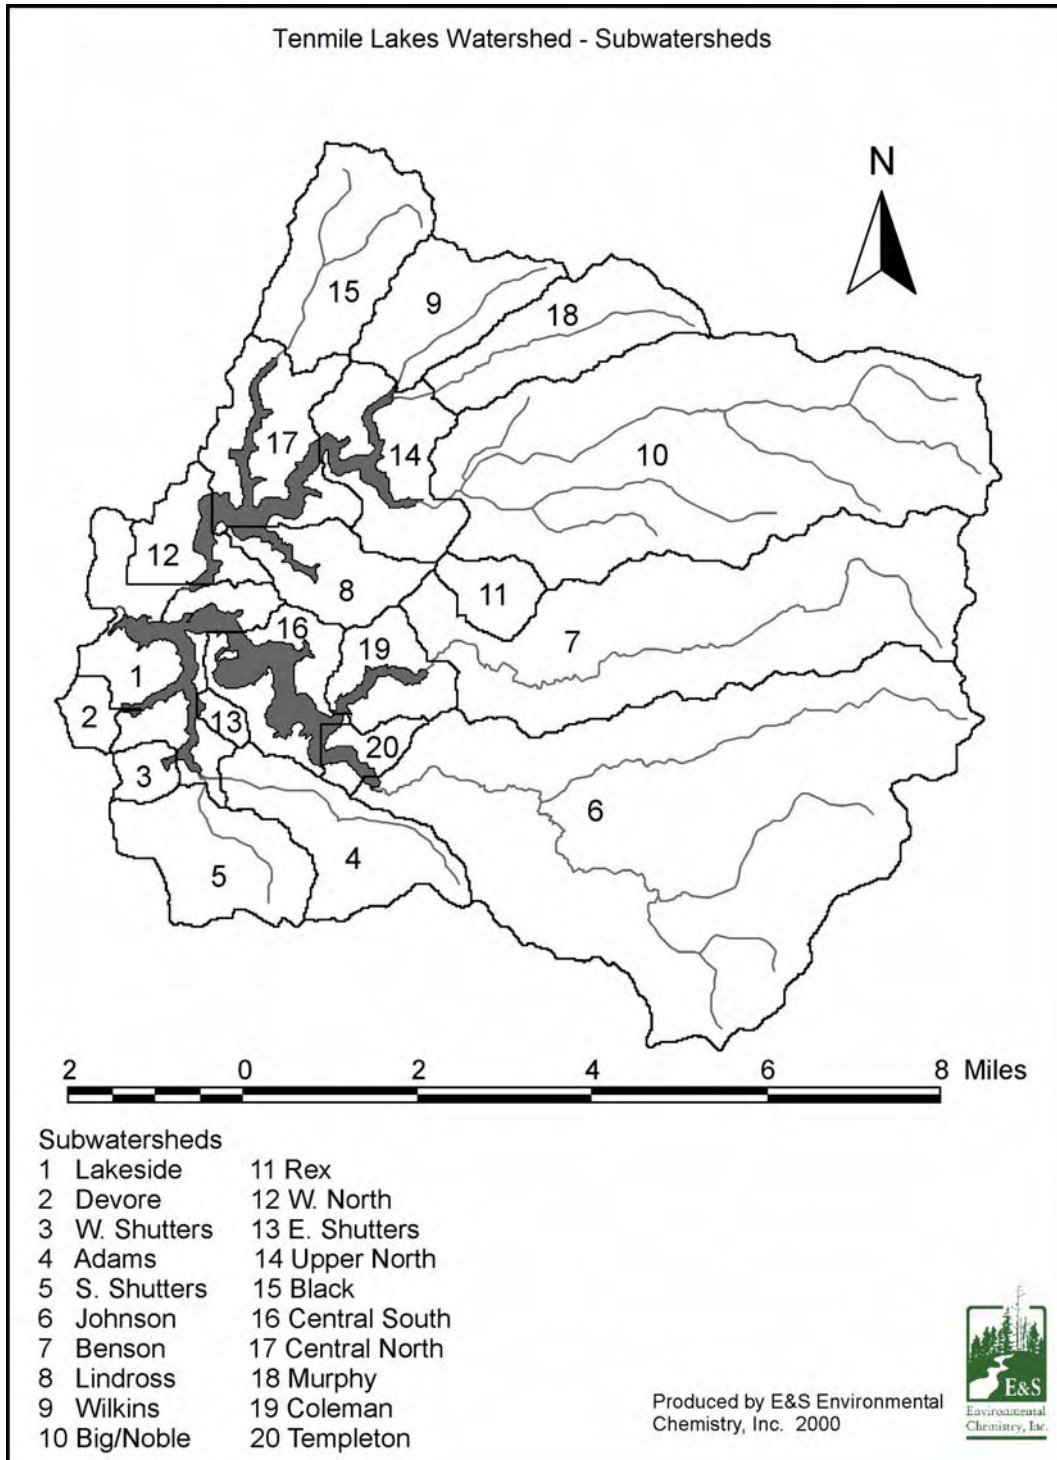 Tenmile Lakes Watershed - Subwatersheds
N
15
9
18
17
14
10
12
8
11
7
16
19
1
2
13
20
3
6
4
5
2 0 2 4 6 8 Miles
Subwatersheds
1 Lakeside
2 Devore
3 W. Shutters
4 Adams
5 S. Shutters
6 Johnson
7 Benson
8 Lindross
9 Wilkins
10 Big/Noble
11 Rex
12 W. North
13 E. Shutters
14 Upper North
15 Black
16 Central South
17 Central North
18 Murphy
19 Coleman
20 Templeton
Produced by E&S Environmental
Chemistry, Inc. 2000
E&S
Environmental
Chemistry, Inc.